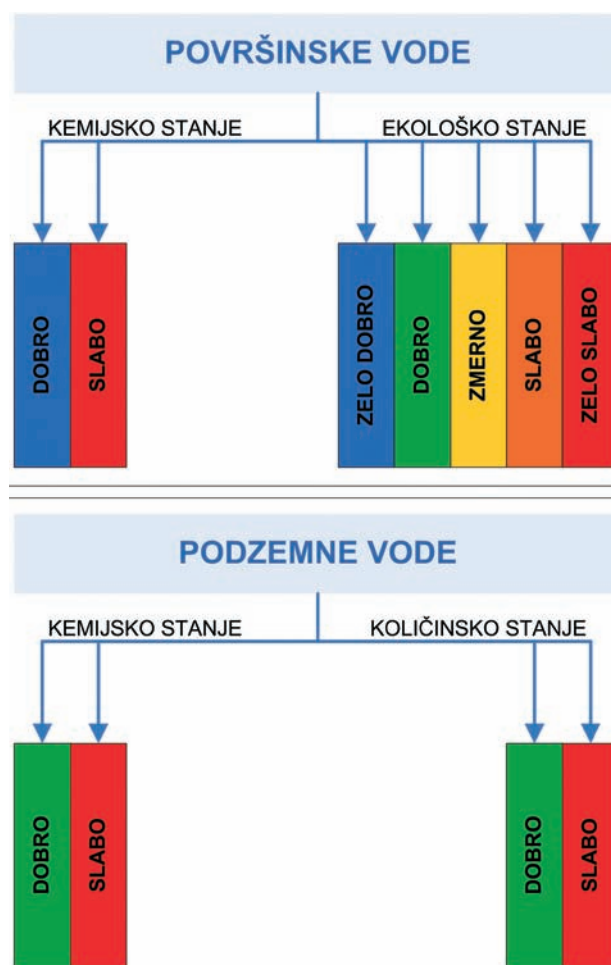 POVRŠINSKE VODE
KEMIJSKO STANJE
EKOLOŠKO STANJE
DOBRO
SLABO
ZELO DOBRO
DOBRO
ZMERNO
SLABO
ZELO SLABO
PODZEMNE VODE
KEMIJSKO STANJE
KOLIČINSKO STANJE
DOBRO
SLABO
DOBRO
SLABO